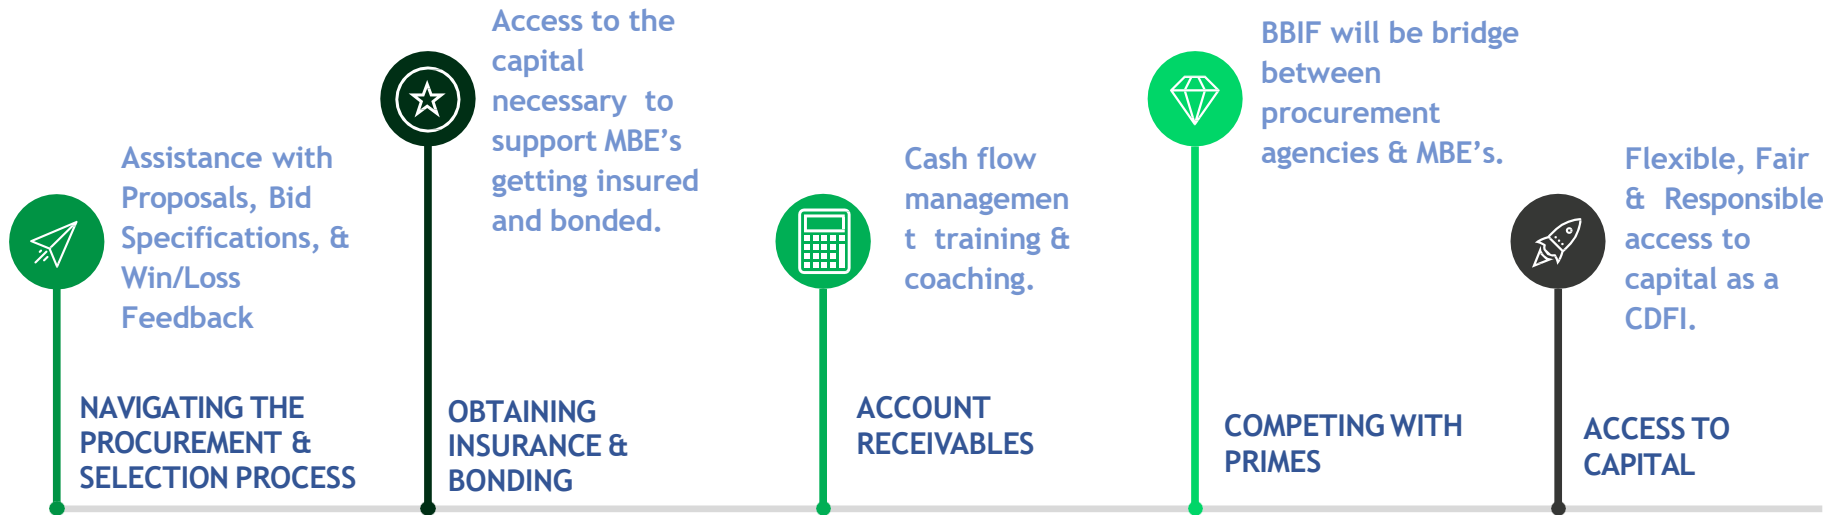 Assistance with
Proposals, Bid
Specifications, &
Win/Loss
Feedback
NAVIGATING THE
PROCUREMENT &
SELECTION PROCESS
Access to the
capital
necessary to
support MBE’s
getting insured
and bonded.
OBTAINING
INSURANCE &
BONDING
Cash flow
managemen
t training &
coaching.
ACCOUNT
RECEIVABLES
BBIF will be bridge
between
procurement
agencies & MBE’s.
COMPETING WITH
PRIMES
Flexible, Fair
& Responsible
access to
capital as a
CDFI.
ACCESS TO
CAPITAL